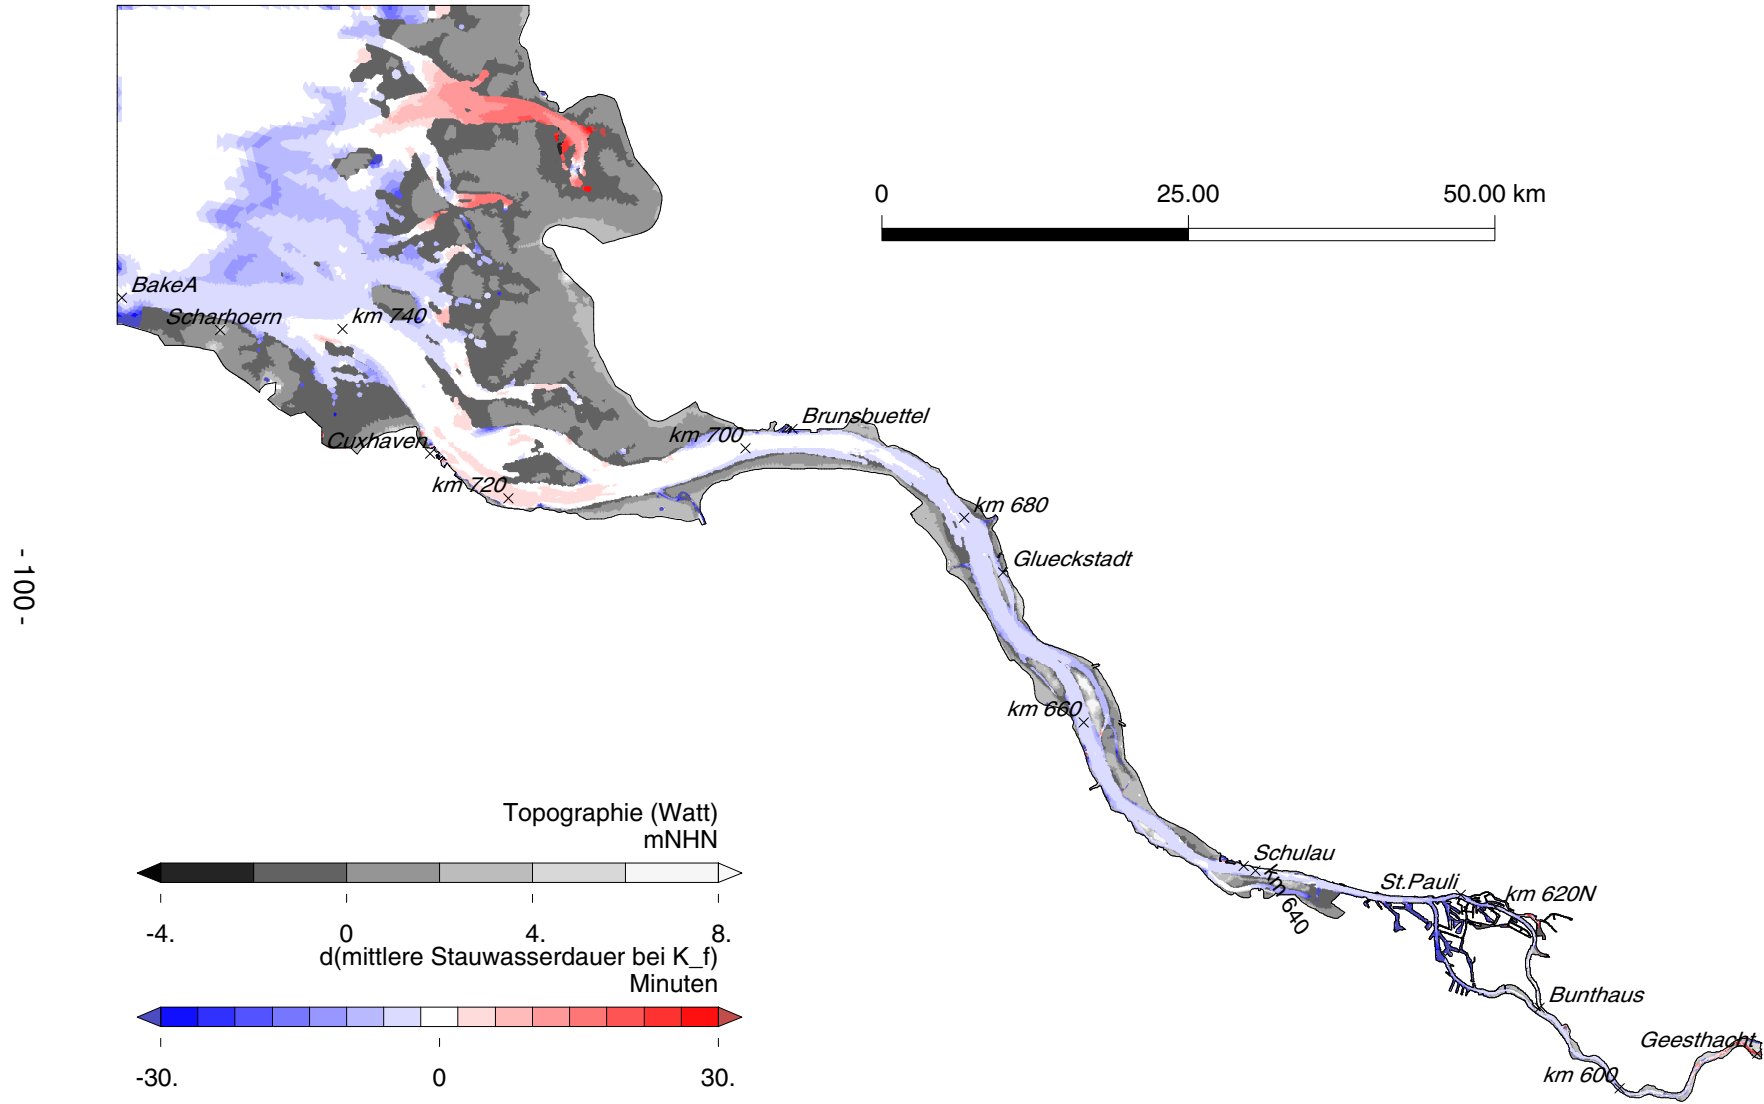 0 25.00 50.00 km
BakeA
Scharhoern
km 740
Brunsbuettel
km 700
Cuxhaven
km 720
km 680
Glueckstadt
- 100 -
km 660
Topographie (Watt)
mNHN
-4. 0 4. 8.
d(mittlere Stauwasserdauer bei K_f)
Minuten
-30. 0 30.
Schulau
km 640
St.Pauli
km 620N
Bunthaus
Geesthacht
km 600